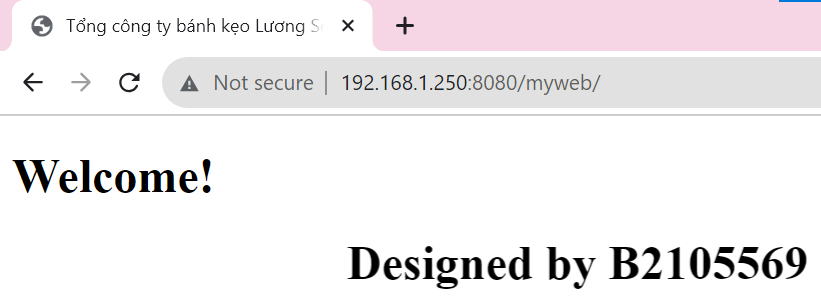 Tổng công ty bánh kẹo Lương
Not secure | 192.168.1.250:8080/myweb/
Welcome!
Designed by B2105569